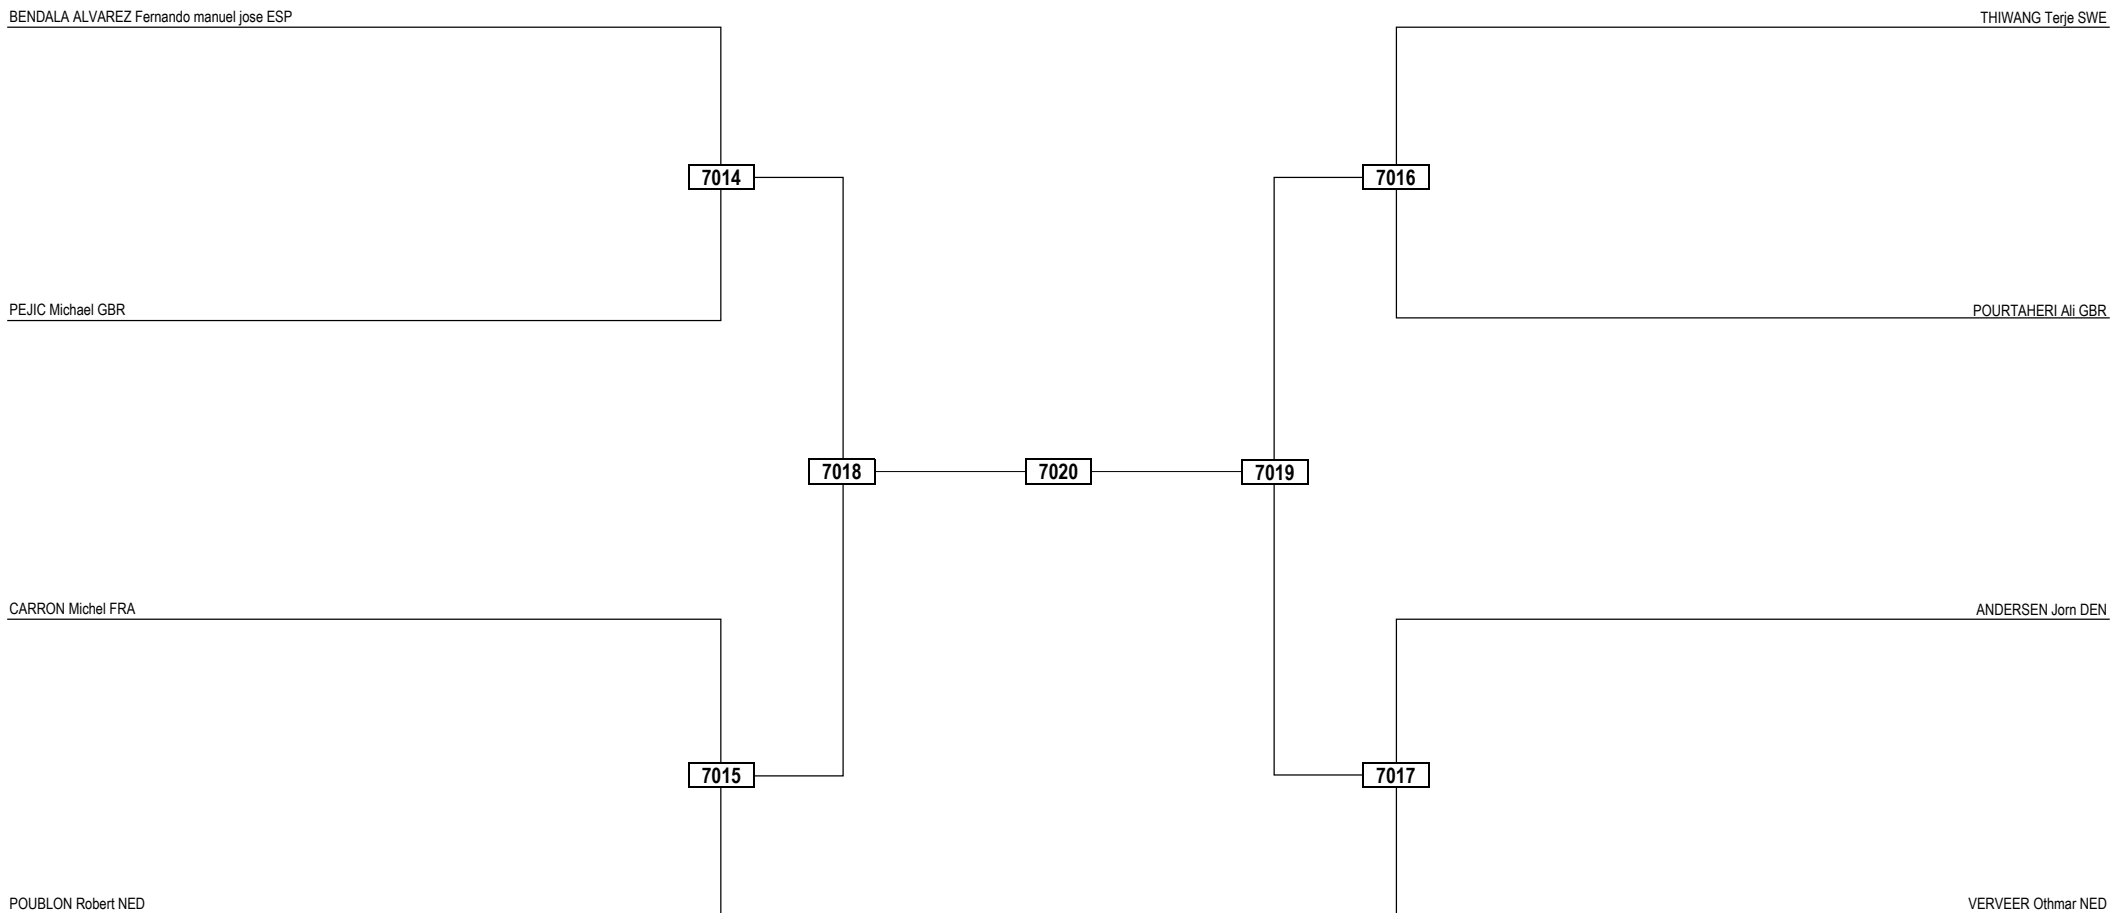 BENDALA ALVAREZ Fernando manuel jose ESP
THIWANG Terje SWE
7014
7016
PEJIC Michael GBR
POURTAHERI Ali GBR
7018
7020
7019
CARRON Michel FRA
ANDERSEN Jorn DEN
7015
7017
POUBLON Robert NED
VERVEER Othmar NED